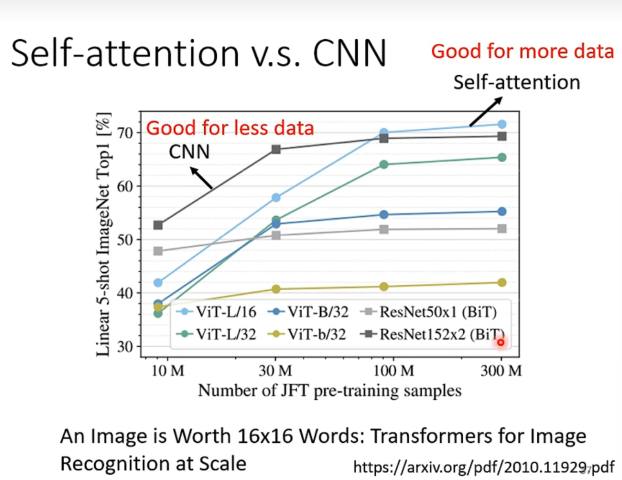 Self-attention v.s. CNN
Good for more data
Self-attention
Good for less data
CNN
Linear 5-shot ImageNet Top1 [%]
70
60
50
40
30
ViT-L/16 ViT-B/32 ResNet50x1 (BiT)
ViT-L/32 ViT-b/32 ResNet152x2 (BiT)
10 M 30 M 100 M 300 M
Number of JFT pre-training samples
An Image is Worth 16x16 Words: Transformers for Image
Recognition at Scale
https://arxiv.org/pdf/2010.11929.pdf